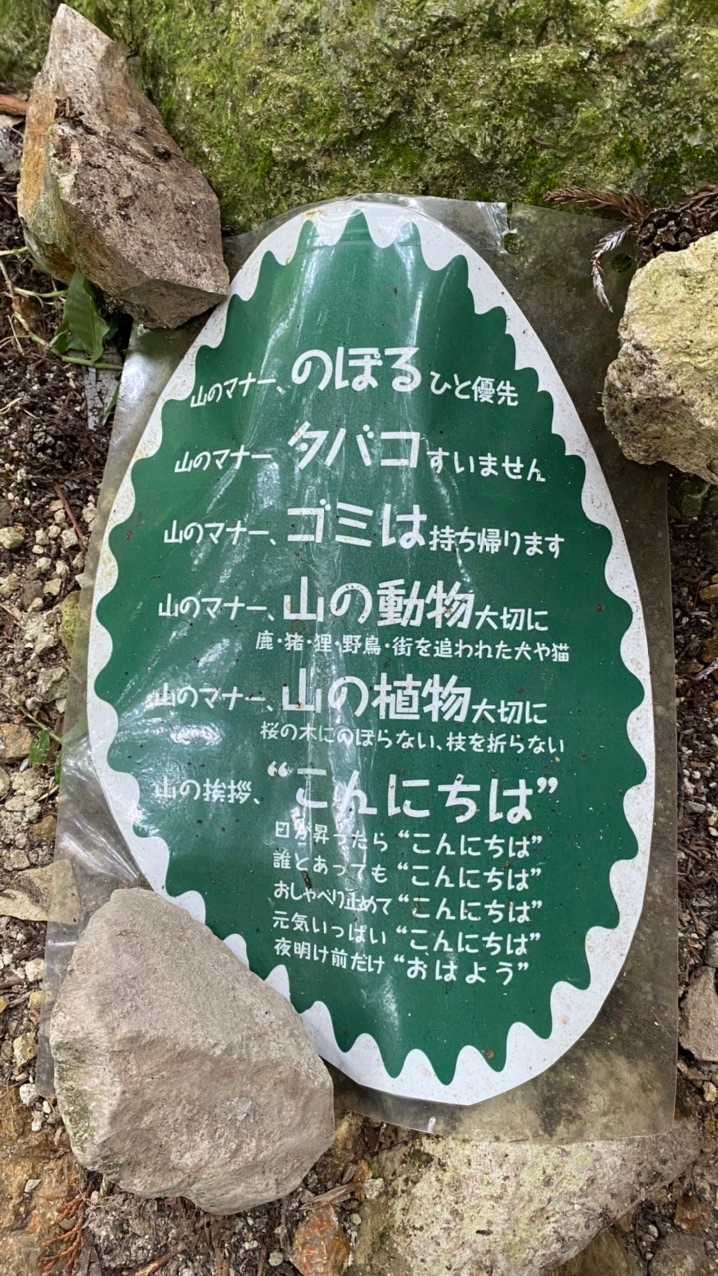 山のマナー、のぼるひと優先
山のマナー タバコすいません
山のマナー、ゴミは持ち帰ります
山のマナー、山の動物大切に
鹿・猪・狸・野鳥・街を追われた犬や猫
山のマナー、山の植物大切に
桜の木にのぼらない、枝を折らない
山の挨拶、“こんにちは”
日が昇ったら“こんにちは”
誰とあっても“こんにちは”
おしゃべり止めて“こんにちは”
元気いっぱい“こんにちは”
夜明け前だけ“おはよう”